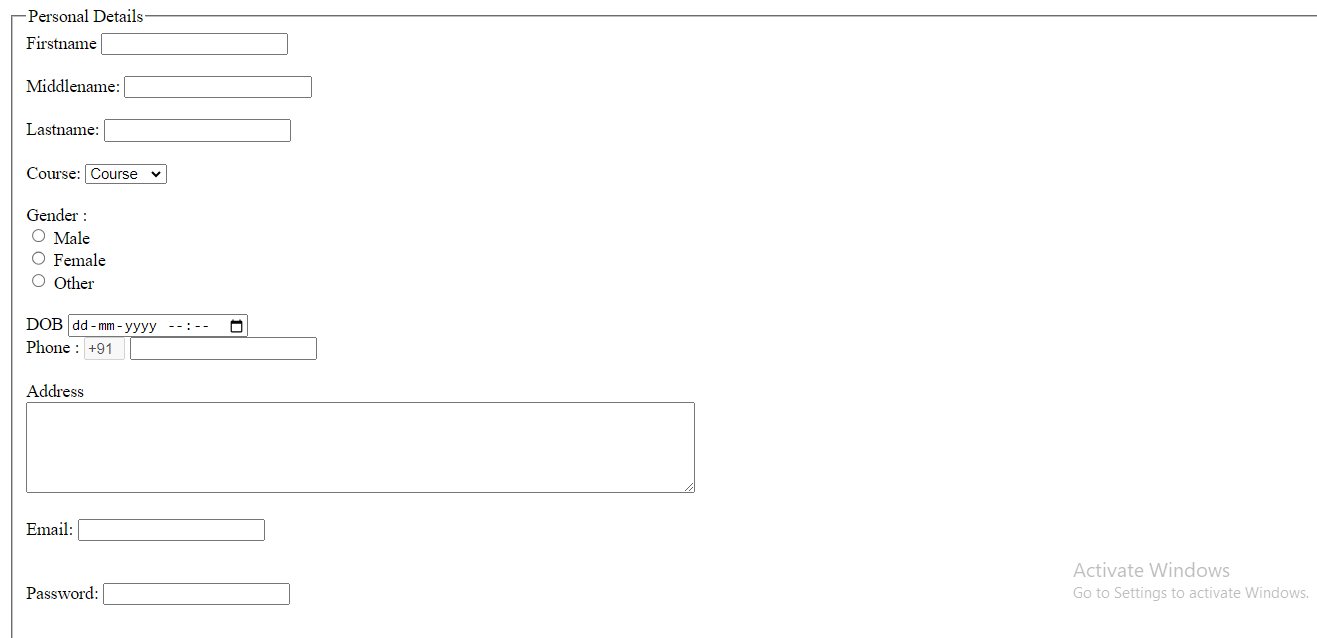 Personal Details
Firstname
Middlename:
Lastname:
Course: Course
Gender :
Male
Female
Other
DOB dd-mm-yyyy --:--
Phone : +91
Address
Email:
Activate Windows
Go to Settings to activate Windows.
Password: